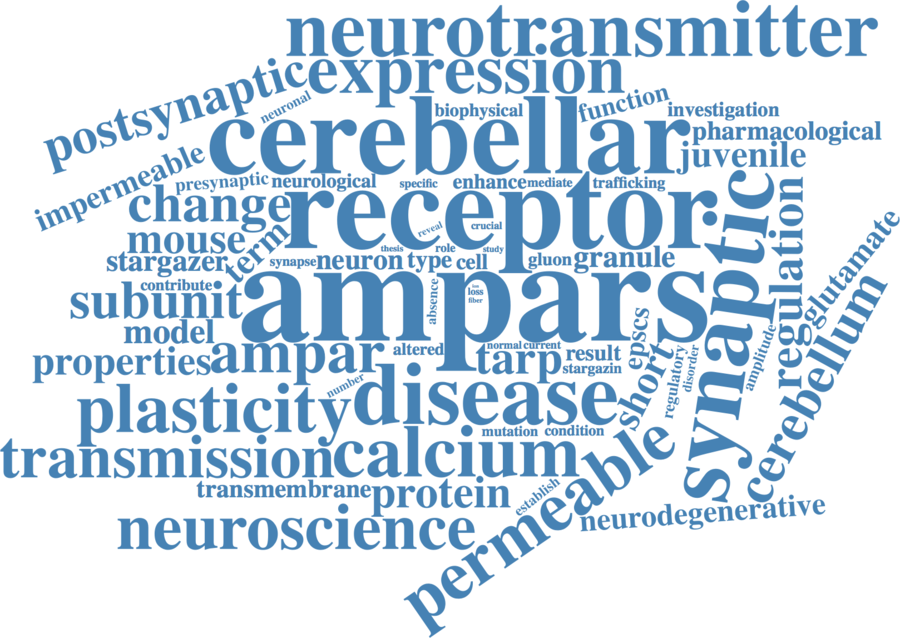 neurotransmitter
postsynaptic expression
neuronal
biophysical
function
investigation
cerebellar
pharmacological
impermeable
juvenile
presynaptic neurological specific enhance mediate trafficking
change receptor
synaptic
regulation
mouse
term
reveal
crucial
thesis role study
stargazer
synapse neuron type cell gluon granule
glutamate
contribute
subunit
ampars
absence
ion
loss
fiber
model
cerebellum
properties ampar altered
normal current
tarp result
stargazin
epscs
short
regulatory
disorder
amplitude
number
plasticity disease
mutation condition
transmission calcium
permeable
transmembrane protein
establish
neuroscience
neurodegenerative